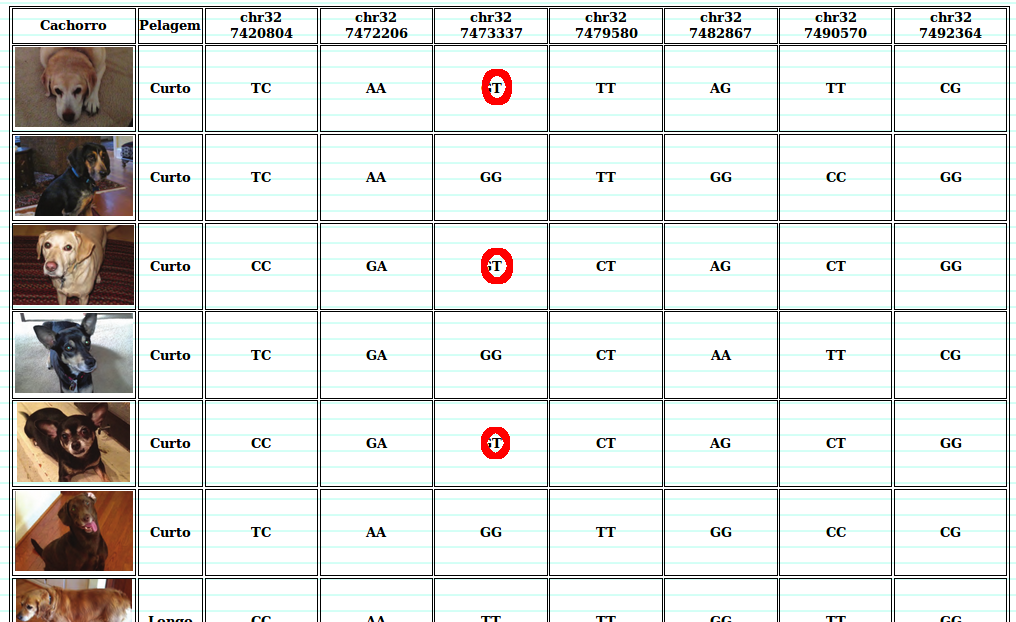 Cachorro Pelagem chr32 7420804 chr32 7472206 chr32 7473337 chr32 7479580 chr32 7482867 chr32 7490570 chr32 7492364
Curto TC AA GT TT AG TT CG
Curto TC AA GG TT GG CC GG
Curto CC GA GT CT AG CT GG
Curto TC GA GG CT AA TT CG
Curto CC GA GT CT AG CT GG
Curto TC AA GG TT GG CC CG
Longo CC AA TT TT GG TT GG